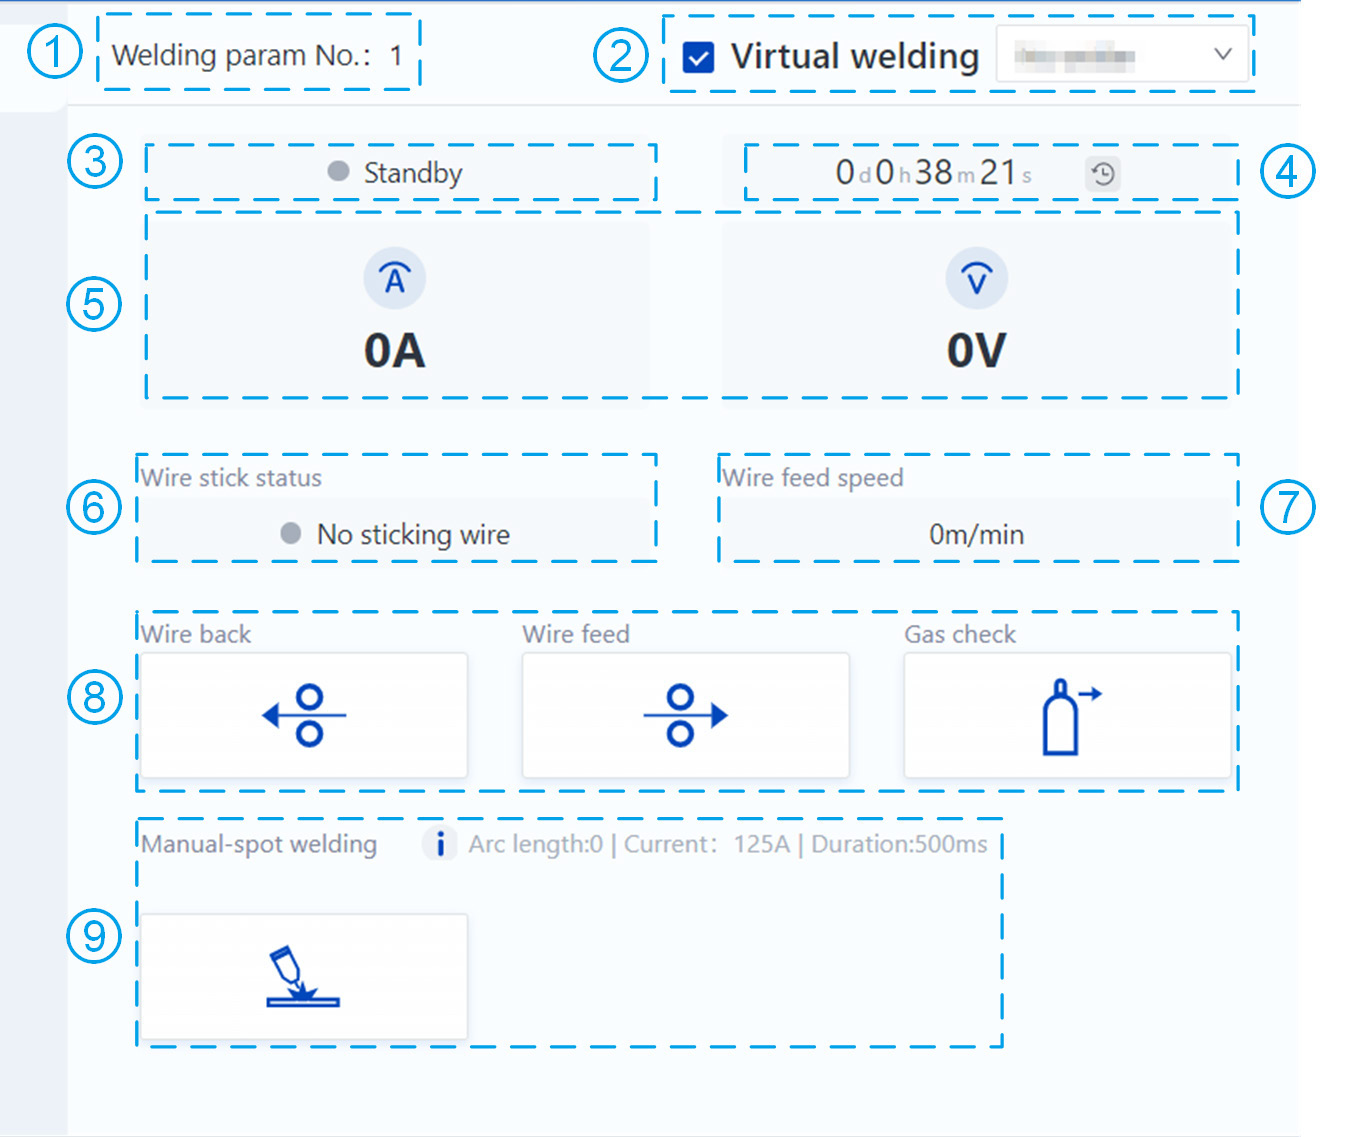 ① Welding param No.: 1
② Virtual welding
③ Standby
0d0h38m21s ④
⑤
A V
0A 0V
Wire stick status Wire feed speed
⑥ No sticking wire 0m/min ⑦
Wire back Wire feed Gas check
⑧
Manual-spot welding i Arc length:0 | Current: 125A | Duration:500ms
⑨